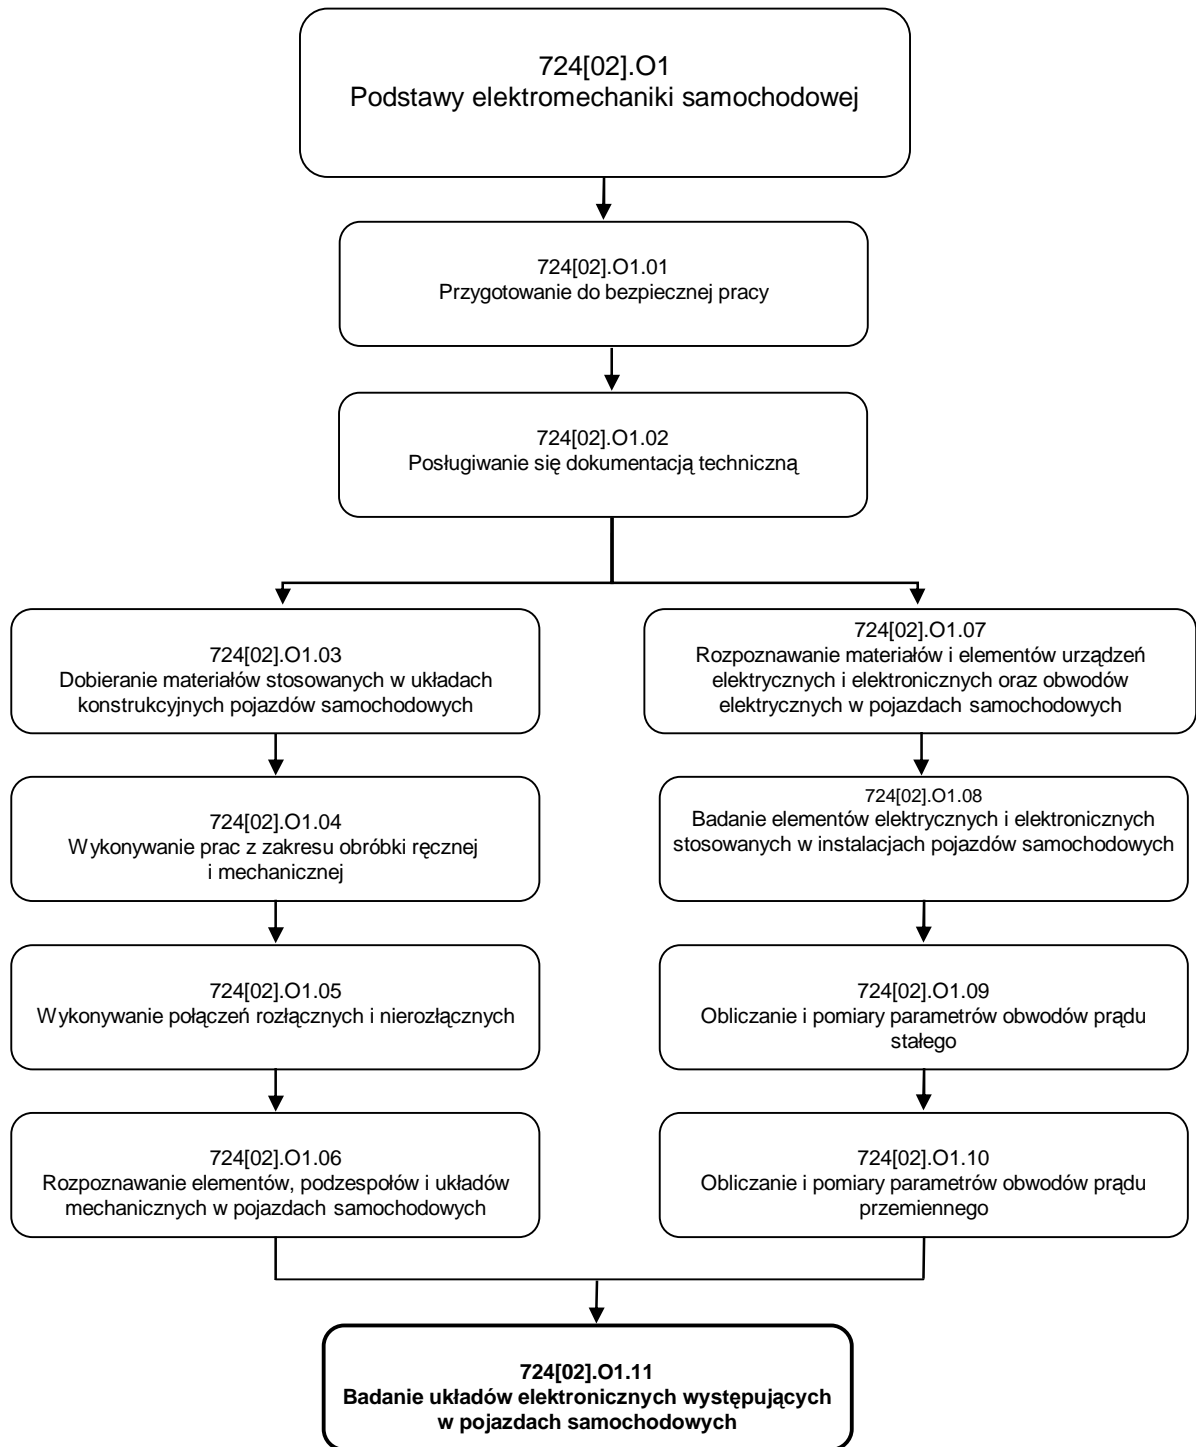 724[02].O1
Podstawy elektromechaniki samochodowej
724[02].O1.01
Przygotowanie do bezpiecznej pracy
724[02].O1.02
Posługiwanie się dokumentacją techniczną
724[02].O1.03
Dobieranie materiałów stosowanych w układach
konstrukcyjnych pojazdów samochodowych
724[02].O1.04
Wykonywanie prac z zakresu obróbki ręcznej
i mechanicznej
724[02].O1.05
Wykonywanie połączeń rozłącznych i nierozłącznych
724[02].O1.06
Rozpoznawanie elementów, podzespołów i układów
mechanicznych w pojazdach samochodowych
724[02].O1.07
Rozpoznawanie materiałów i elementów urządzeń
elektrycznych i elektronicznych oraz obwodów
elektrycznych w pojazdach samochodowych
724[02].O1.08
Badanie elementów elektrycznych i elektronicznych
stosowanych w instalacjach pojazdów samochodowych
724[02].O1.09
Obliczanie i pomiary parametrów obwodów prądu
stałego
724[02].O1.10
Obliczanie i pomiary parametrów obwodów prądu
przemiennego
724[02].O1.11
Badanie układów elektronicznych występujących
w pojazdach samochodowych